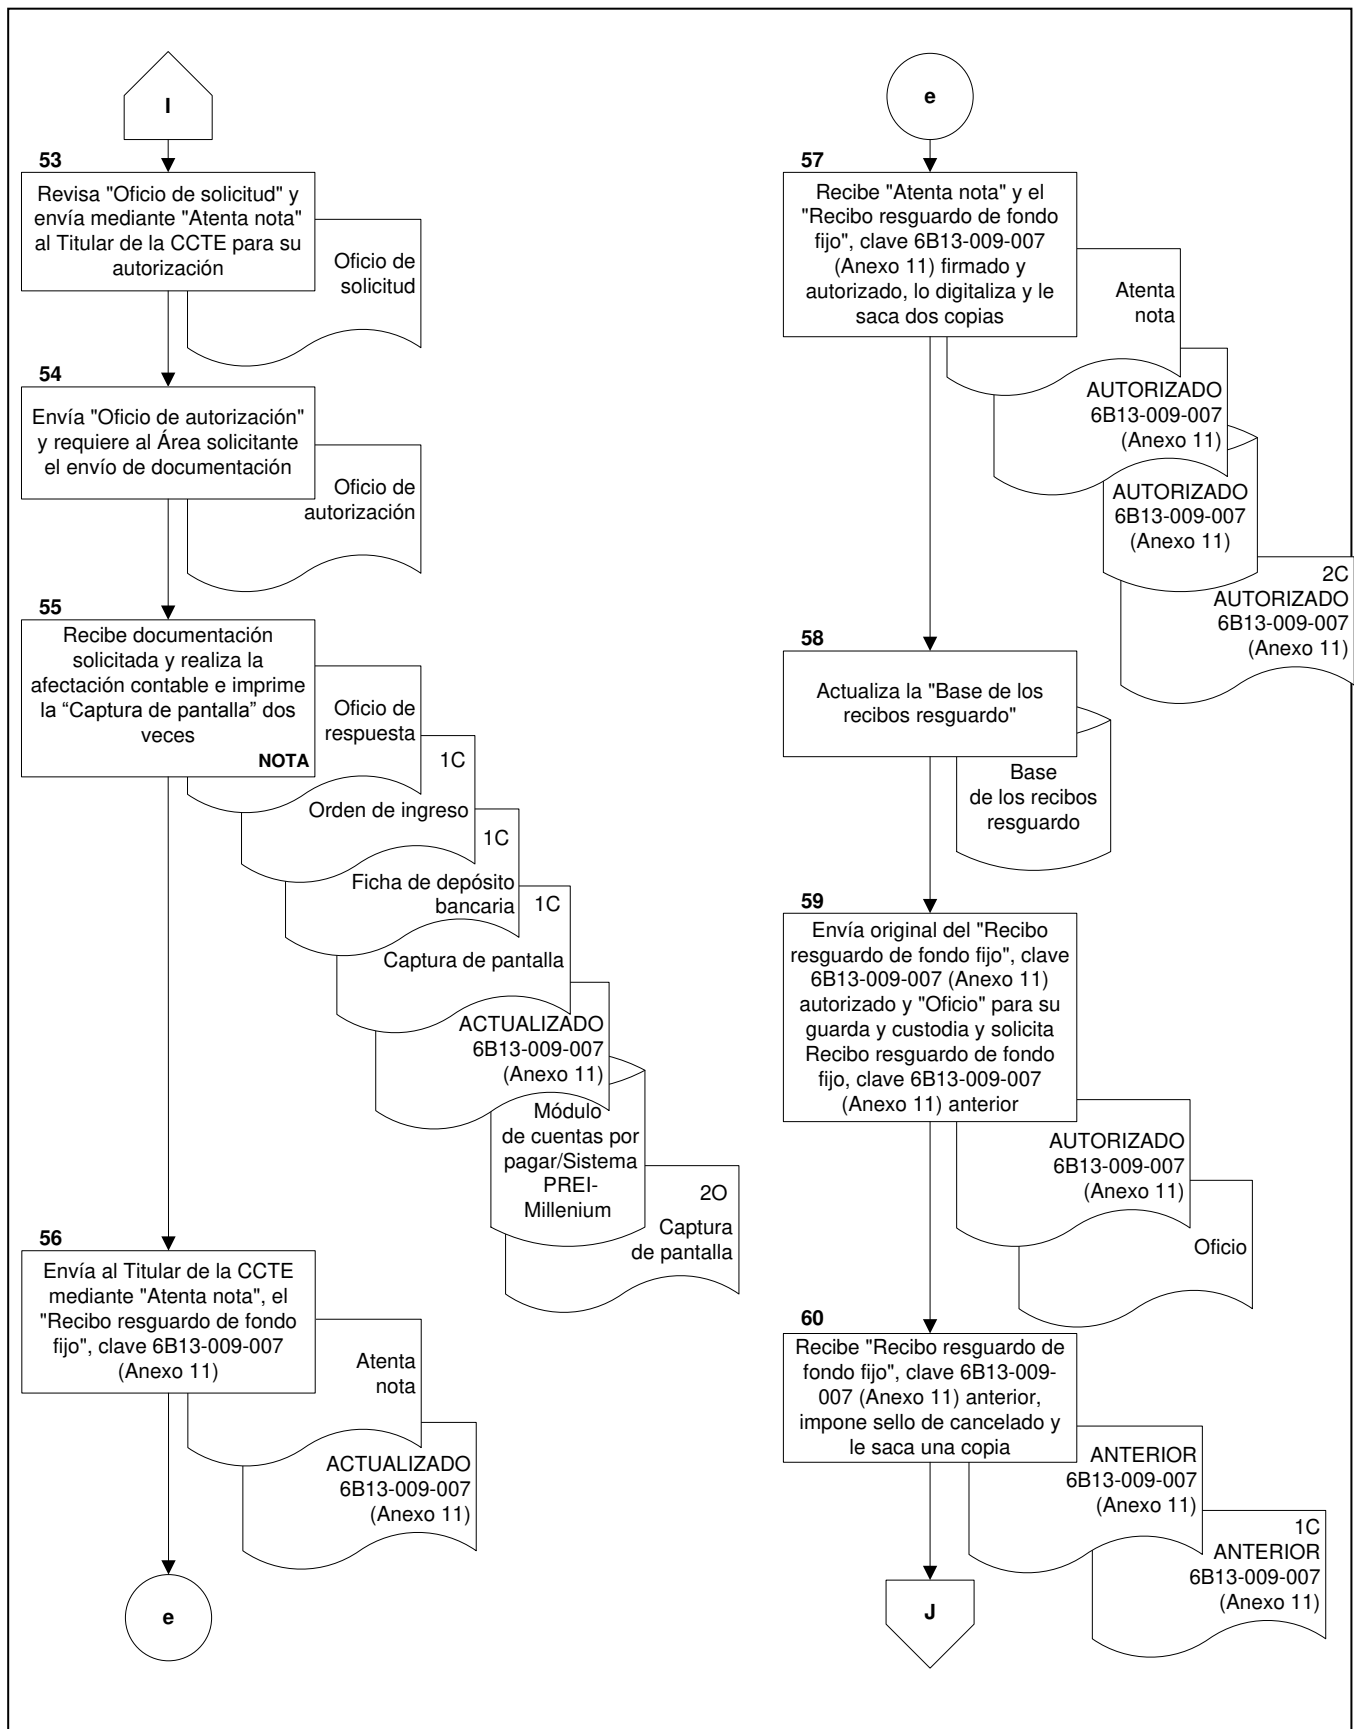 I
53
Revisa "Oficio de solicitud" y
envía mediante "Atenta nota"
al Titular de la CCTE para su
autorización
Oficio de
solicitud
54
Envía "Oficio de autorización"
y requiere al Área solicitante
el envío de documentación
Oficio de
autorización
55
Recibe documentación
solicitada y realiza la
afectación contable e imprime
la “Captura de pantalla” dos
veces
NOTA
Oficio de
respuesta
1C
Orden de ingreso
1C
Ficha de depósito
bancaria
1C
Captura de pantalla
ACTUALIZADO
6B13-009-007
(Anexo 11)
Módulo
de cuentas por
pagar/Sistema
PREI-
Millenium
2O
Captura
de pantalla
56
Envía al Titular de la CCTE
mediante "Atenta nota", el
"Recibo resguardo de fondo
fijo", clave 6B13-009-007
(Anexo 11)
Atenta
nota
ACTUALIZADO
6B13-009-007
(Anexo 11)
e
e
57
Recibe "Atenta nota" y el
"Recibo resguardo de fondo
fijo", clave 6B13-009-007
(Anexo 11) firmado y
autorizado, lo digitaliza y le
saca dos copias
Atenta
nota
AUTORIZADO
6B13-009-007
(Anexo 11)
AUTORIZADO
6B13-009-007
(Anexo 11)
2C
AUTORIZADO
6B13-009-007
(Anexo 11)
58
Actualiza la "Base de los
recibos resguardo"
Base
de los recibos
resguardo
59
Envía original del "Recibo
resguardo de fondo fijo", clave
6B13-009-007 (Anexo 11)
autorizado y "Oficio" para su
guarda y custodia y solicita
Recibo resguardo de fondo
fijo, clave 6B13-009-007
(Anexo 11) anterior
AUTORIZADO
6B13-009-007
(Anexo 11)
Oficio
60
Recibe "Recibo resguardo de
fondo fijo", clave 6B13-009-
007 (Anexo 11) anterior,
impone sello de cancelado y
le saca una copia
ANTERIOR
6B13-009-007
(Anexo 11)
1C
ANTERIOR
6B13-009-007
(Anexo 11)
J